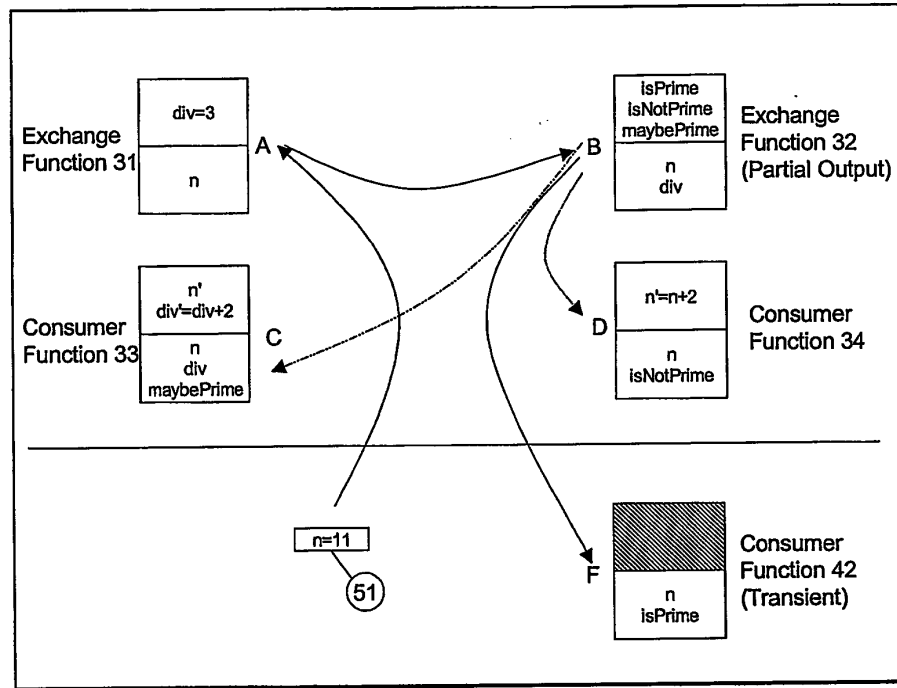 Exchange
Function 31
div=3
n
A
B
isPrime
isNotPrime
maybePrime
n
div
Exchange
Function 32
(Partial Output)
Consumer
Function 33
n'
div'=div+2
n
div
maybePrime
C
D
n'=n+2
n
isNotPrime
Consumer
Function 34
n=11
51
F
n
isPrime
Consumer
Function 42
(Transient)